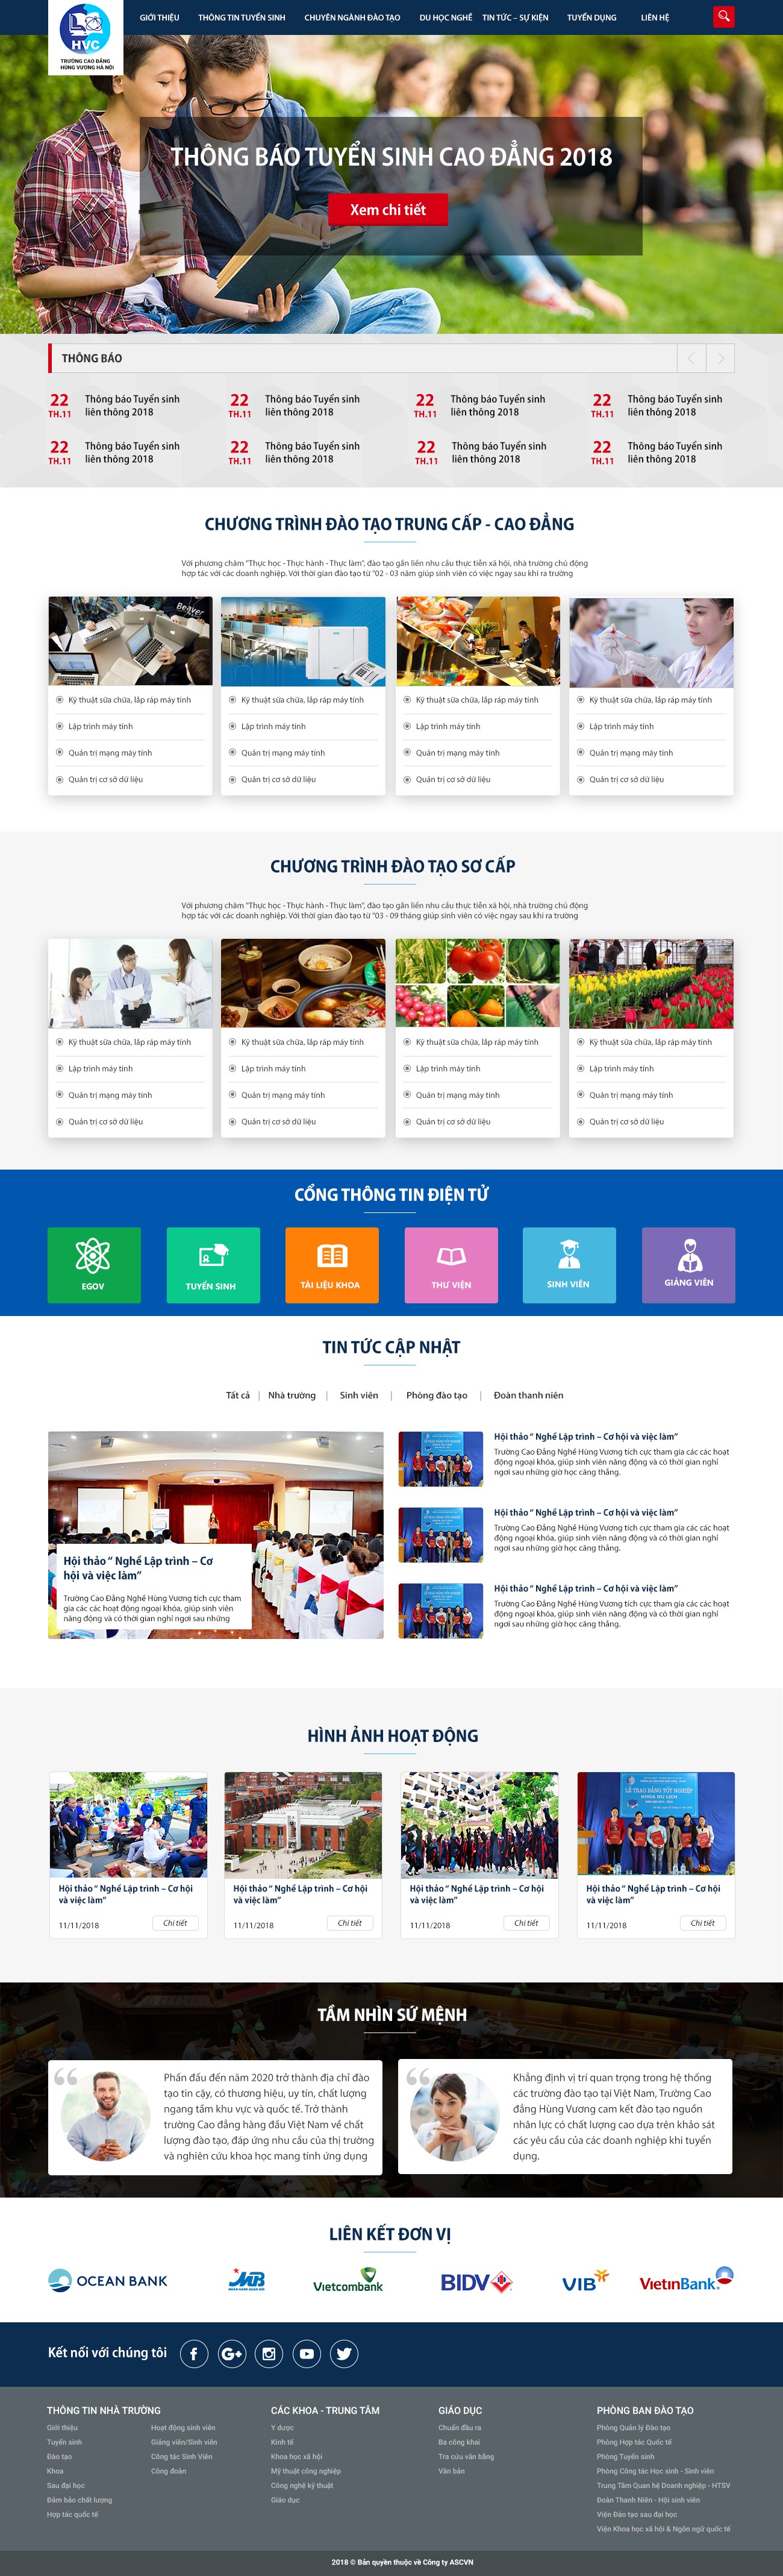 GIỚI THIỆU
THÔNG TIN TUYỂN SINH
CHUYÊN NGÀNH ĐÀO TẠO
DU HỌC NGHỀ
TIN TỨC – SỰ KIỆN
TUYỂN DỤNG
LIÊN HỆ
HVC
TRƯỜNG CAO ĐẲNG
HÙNG VƯƠNG HÀ NỘI
THÔNG BÁO TUYỂN SINH CAO ĐẲNG 2018
Xem chi tiết
THÔNG BÁO
22 TH.11
Thông báo Tuyển sinh
liên thông 2018
22 TH.11
Thông báo Tuyển sinh
liên thông 2018
22 TH.11
Thông báo Tuyển sinh
liên thông 2018
22 TH.11
Thông báo Tuyển sinh
liên thông 2018
22 TH.11
Thông báo Tuyển sinh
liên thông 2018
22 TH.11
Thông báo Tuyển sinh
liên thông 2018
22 TH.11
Thông báo Tuyển sinh
liên thông 2018
22 TH.11
Thông báo Tuyển sinh
liên thông 2018
CHƯƠNG TRÌNH ĐÀO TẠO TRUNG CẤP - CAO ĐẲNG
Với phương châm "Thực học - Thực hành - Thực làm", đào tạo gắn liền nhu cầu thực tiễn xã hội, nhà trường chủ động
hợp tác với các doanh nghiệp. Với thời gian đào tạo từ "02 - 03 năm giúp sinh viên có việc ngay sau khi ra trường
Beaver
Kỹ thuật sữa chữa, lắp ráp máy tính
Lập trình máy tính
Quản trị mạng máy tính
Quản trị cơ sở dữ liệu
Kỹ thuật sữa chữa, lắp ráp máy tính
Lập trình máy tính
Quản trị mạng máy tính
Quản trị cơ sở dữ liệu
Kỹ thuật sữa chữa, lắp ráp máy tính
Lập trình máy tính
Quản trị mạng máy tính
Quản trị cơ sở dữ liệu
Kỹ thuật sữa chữa, lắp ráp máy tính
Lập trình máy tính
Quản trị mạng máy tính
Quản trị cơ sở dữ liệu
CHƯƠNG TRÌNH ĐÀO TẠO SƠ CẤP
Với phương châm "Thực học - Thực hành - Thực làm", đào tạo gắn liền nhu cầu thực tiễn xã hội, nhà trường chủ động
hợp tác với các doanh nghiệp. Với thời gian đào tạo từ "03 - 09 tháng giúp sinh viên có việc ngay sau khi ra trường
Kỹ thuật sữa chữa, lắp ráp máy tính
Lập trình máy tính
Quản trị mạng máy tính
Quản trị cơ sở dữ liệu
Kỹ thuật sữa chữa, lắp ráp máy tính
Lập trình máy tính
Quản trị mạng máy tính
Quản trị cơ sở dữ liệu
Kỹ thuật sữa chữa, lắp ráp máy tính
Lập trình máy tính
Quản trị mạng máy tính
Quản trị cơ sở dữ liệu
Kỹ thuật sữa chữa, lắp ráp máy tính
Lập trình máy tính
Quản trị mạng máy tính
Quản trị cơ sở dữ liệu
CỔNG THÔNG TIN ĐIỆN TỬ
EGOV
TUYỂN SINH
TÀI LIỆU KHOA
THƯ VIỆN
SINH VIÊN
GIẢNG VIÊN
TIN TỨC CẬP NHẬT
Tất cả | Nhà trường | Sinh viên | Phòng đào tạo | Đoàn thanh niên
Hội thảo “ Nghề Lập trình – Cơ
hội và việc làm”
Trường Cao Đẳng Nghề Hùng Vương tích cực tham
gia các các hoạt động ngoại khóa, giúp sinh viên
năng động và có thời gian nghỉ ngơi sau những
Hội thảo “ Nghề Lập trình – Cơ hội và việc làm”
Trường Cao Đẳng Nghề Hùng Vương tích cực tham gia các các hoạt
động ngoại khóa, giúp sinh viên năng động và có thời gian nghỉ
ngơi sau những giờ học căng thẳng.
Hội thảo “ Nghề Lập trình – Cơ hội và việc làm”
Trường Cao Đẳng Nghề Hùng Vương tích cực tham gia các các hoạt
động ngoại khóa, giúp sinh viên năng động và có thời gian nghỉ
ngơi sau những giờ học căng thẳng.
Hội thảo “ Nghề Lập trình – Cơ hội và việc làm”
Trường Cao Đẳng Nghề Hùng Vương tích cực tham gia các các hoạt
động ngoại khóa, giúp sinh viên năng động và có thời gian nghỉ
ngơi sau những giờ học căng thẳng.
HÌNH ẢNH HOẠT ĐỘNG
LỄ TRAO BẰNG TỐT NGHIỆP
KHOA DU LỊCH
Hội thảo “ Nghề Lập trình – Cơ hội
và việc làm”
11/11/2018
Chi tiết
Hội thảo “ Nghề Lập trình – Cơ hội
và việc làm”
11/11/2018
Chi tiết
Hội thảo “ Nghề Lập trình – Cơ hội
và việc làm”
11/11/2018
Chi tiết
Hội thảo “ Nghề Lập trình – Cơ hội
và việc làm”
11/11/2018
Chi tiết
TẦM NHÌN SỨ MỆNH
Phấn đấu đến năm 2020 trở thành địa chỉ đào
tạo tin cậy, có thương hiệu, uy tín, chất lượng
ngang tầm khu vực và quốc tế. Trở thành
trường Cao đẳng hàng đầu Việt Nam về chất
lượng đào tạo, đáp ứng nhu cầu của thị trường
và nghiên cứu khoa học mang tính ứng dụng
Khẳng định vị trí quan trọng trong hệ thống
các trường đào tạo tại Việt Nam, Trường Cao
đẳng Hùng Vương cam kết đào tạo nguồn
nhân lực có chất lượng cao dựa trên khảo sát
các yêu cầu của các doanh nghiệp khi tuyển
dụng.
LIÊN KẾT ĐƠN VỊ
OCEAN BANK
MB
Vietcombank
BIDV
VIB
VietinBank
Kết nối với chúng tôi
THÔNG TIN NHÀ TRƯỜNG
Giới thiệu
Tuyển sinh
Đào tạo
Khoa
Sau đại học
Đảm bảo chất lượng
Hợp tác quốc tế
Hoạt động sinh viên
Giảng viên/Sinh viên
Công tác Sinh Viên
Công đoàn
CÁC KHOA - TRUNG TÂM
Y dược
Kinh tế
Khoa học xã hội
Mỹ thuật công nghiệp
Công nghệ kỹ thuật
Giáo dục
GIÁO DỤC
Chuẩn đầu ra
Ba công khai
Tra cứu văn bằng
Văn bản
PHÒNG BAN ĐÀO TẠO
Phòng Quản lý Đào tạo
Phòng Hợp tác Quốc tế
Phòng Tuyển sinh
Phòng Công tác Học sinh - Sinh viên
Trung Tâm Quan hệ Doanh nghiệp - HTSV
Đoàn Thanh Niên - Hội sinh viên
Viện Đào tạo sau đại học
Viện Khoa học xã hội & Ngôn ngữ quốc tế
2018 © Bản quyền thuộc về Công ty ASCVN